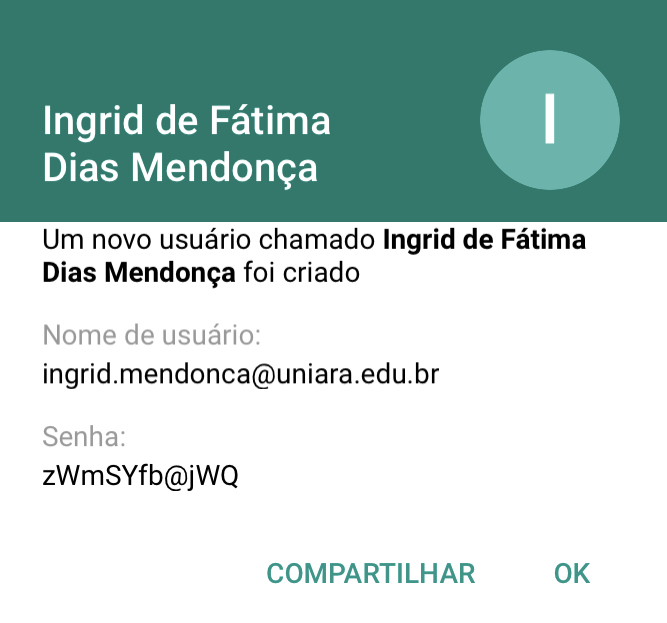 Ingrid de Fátima
Dias Mendonça
I
Um novo usuário chamado Ingrid de Fátima
Dias Mendonça foi criado
Nome de usuário:
ingrid.mendonca@uniara.edu.br
Senha:
zWmSYfb@jWQ
COMPARTILHAR OK